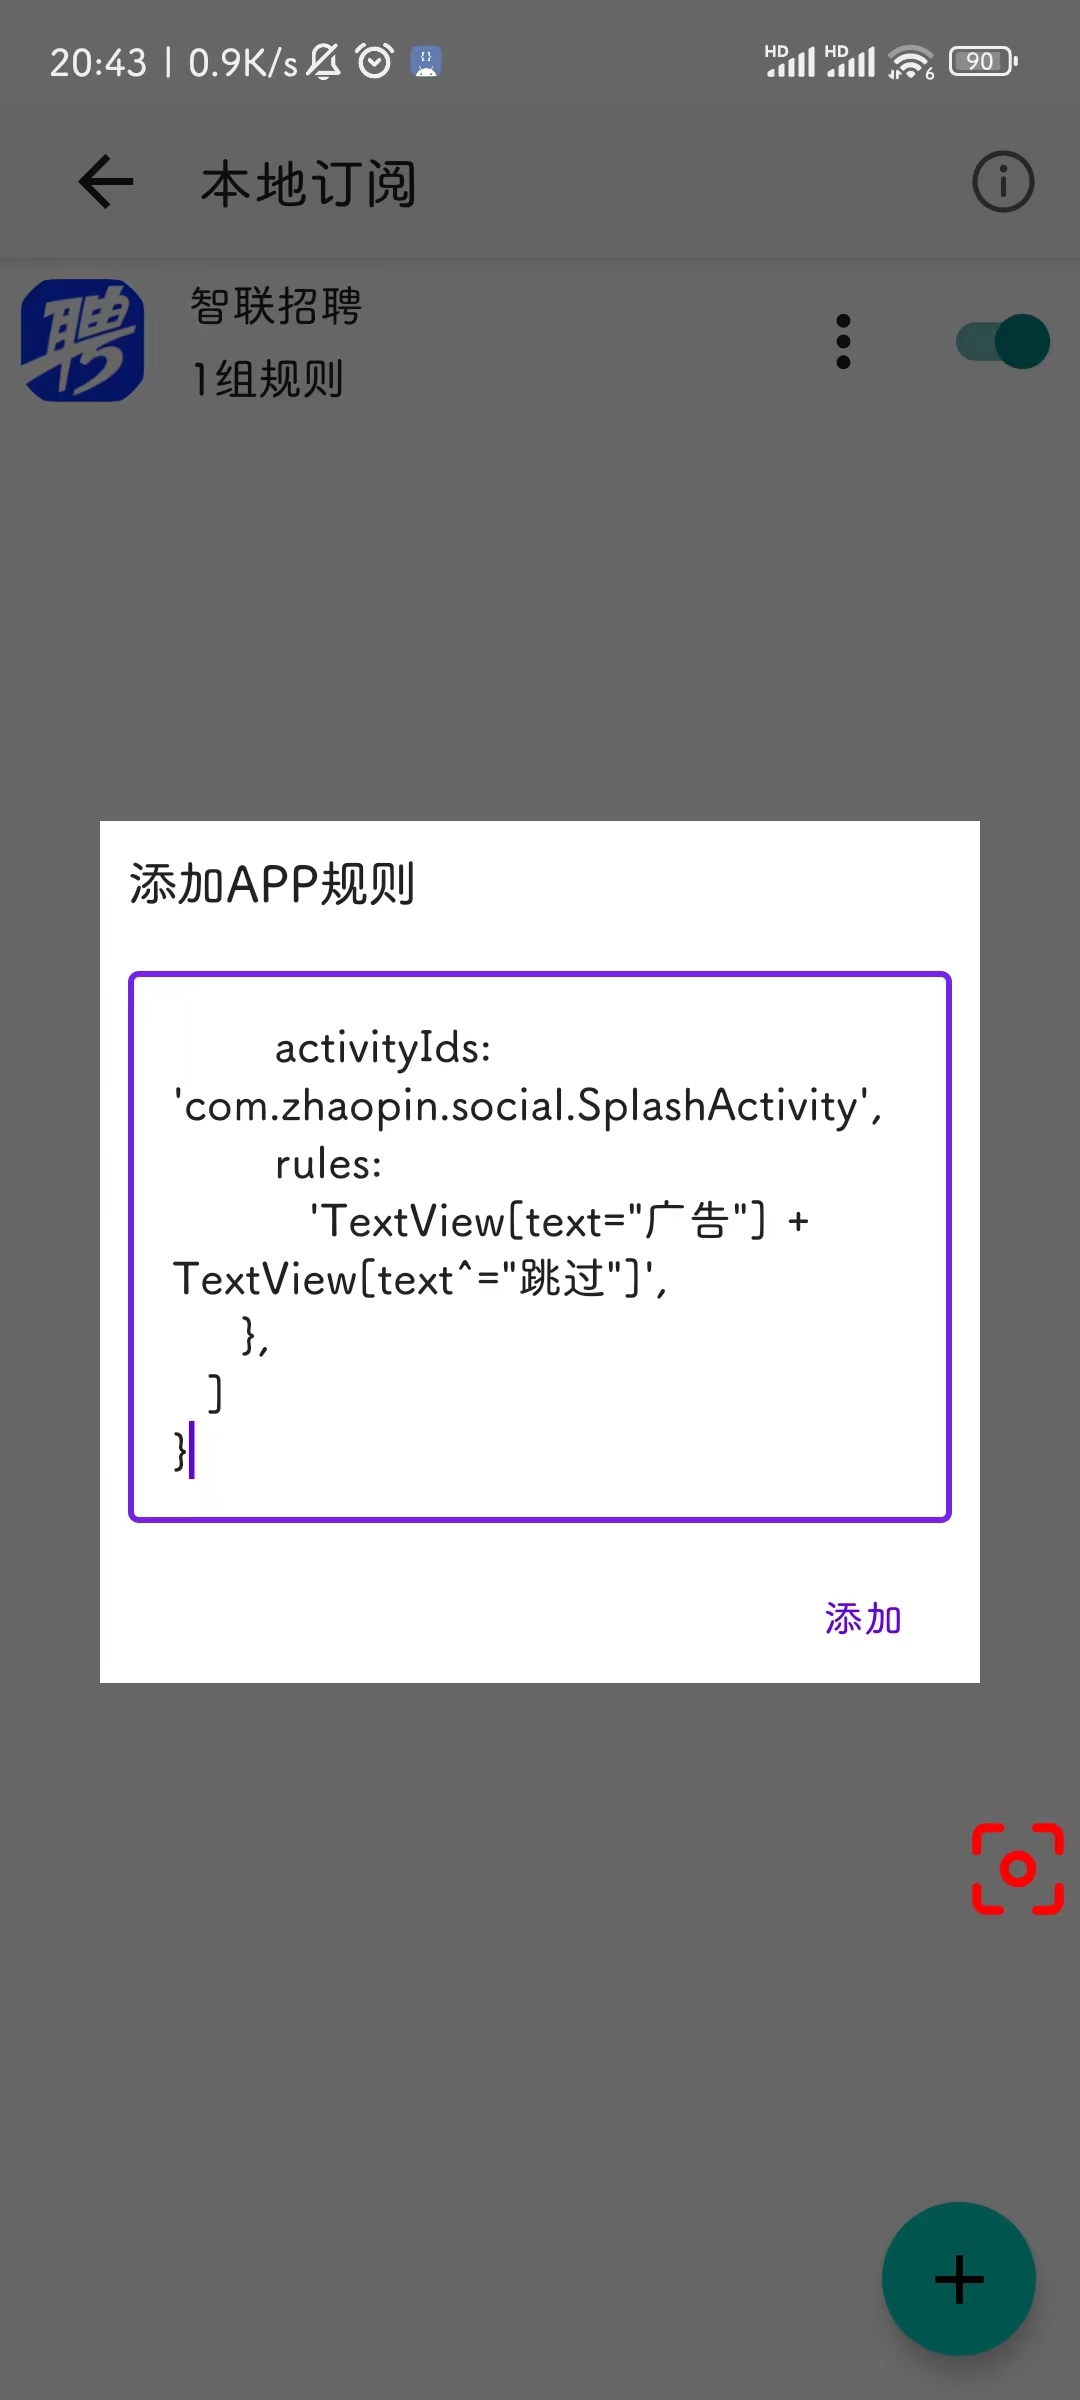 20:43 | 0.9K/s HD HD 6 90
本地订阅
聘
智联招聘
1组规则
添加APP规则
activityIds:
'com.zhaopin.social.SplashActivity',
rules:
'TextView[text="广告"] +
TextView[text^="跳过"]',
},
]
}
添加